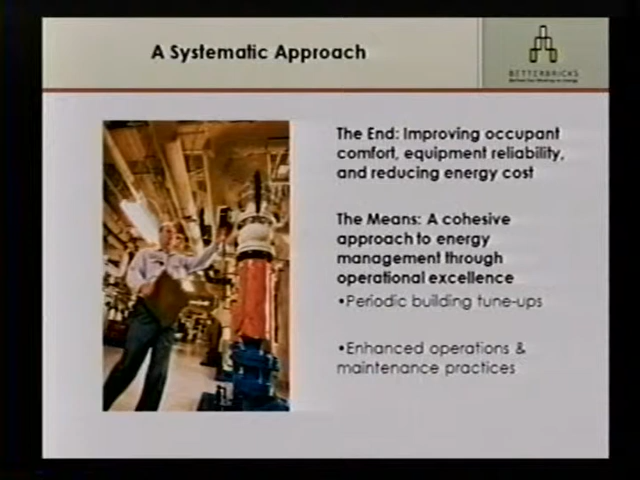 A Systematic Approach
BETTERBRICKS
The End: Improving occupant
comfort, equipment reliability,
and reducing energy cost
The Means: A cohesive
approach to energy
management through
operational excellence
•Periodic building tune-ups
•Enhanced operations &
maintenance practices